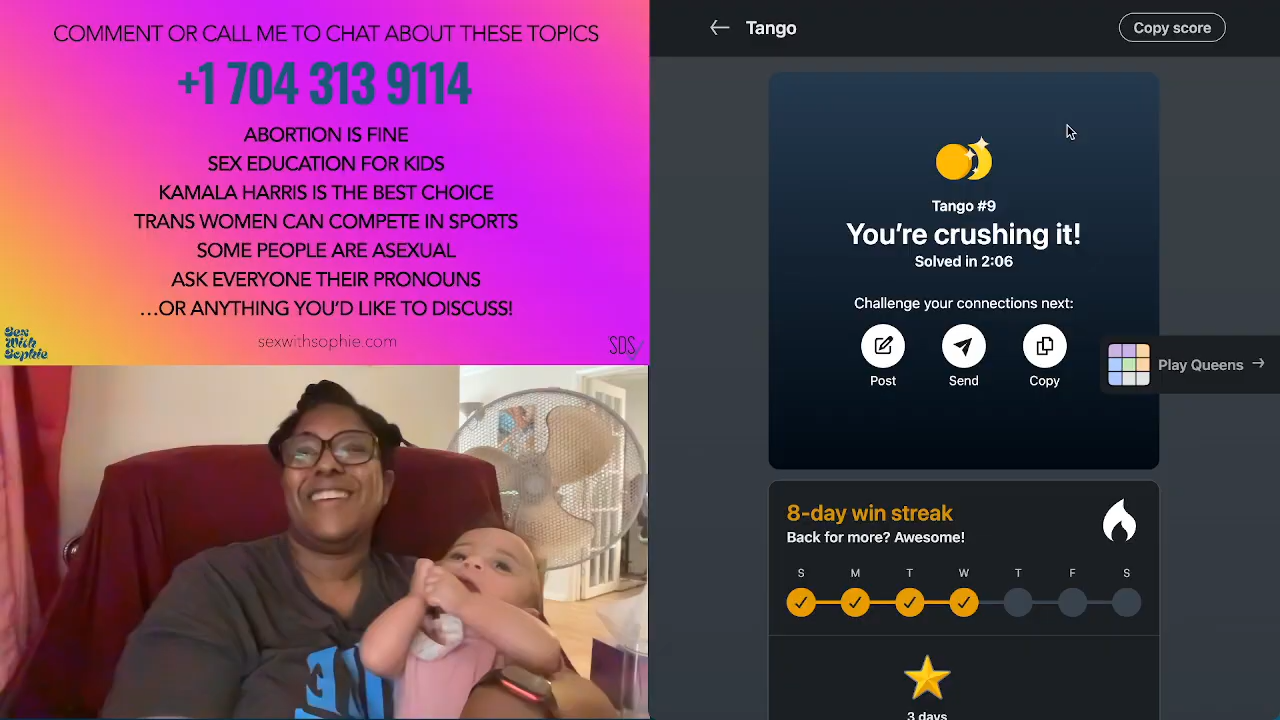 COMMENT OR CALL ME TO CHAT ABOUT THESE TOPICS
+1 704 313 9114
ABORTION IS FINE
SEX EDUCATION FOR KIDS
KAMALA HARRIS IS THE BEST CHOICE
TRANS WOMEN CAN COMPETE IN SPORTS
SOME PEOPLE ARE ASEXUAL
ASK EVERYONE THEIR PRONOUNS
...OR ANYTHING YOU'D LIKE TO DISCUSS!
Sex
With
Sophie
sexwithsophie.com
SDS
Tango
Copy score
Tango #9
You're crushing it!
Solved in 2:06
Challenge your connections next:
Post Send Copy
Play Queens →
8-day win streak
Back for more? Awesome!
S M T W T F S
3 days